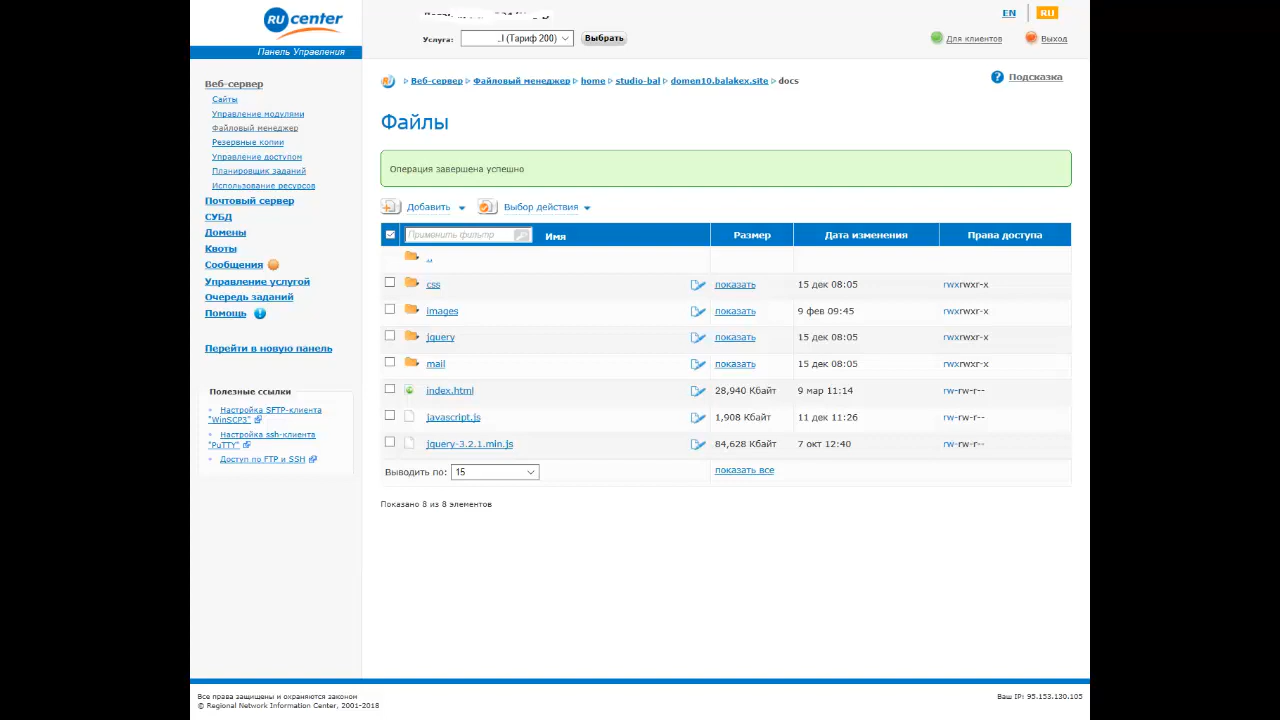 RU center
Панель Управления
Услуга:
(Тариф 200)
Выбрать
EN
RU
Для клиентов
Выход
Веб-сервер
Сайты
Управление модулями
Файловый менеджер
Резервные копии
Управление доступом
Планировщик заданий
Использование ресурсов
Почтовый сервер
СУБД
Домены
Квоты
Сообщения
Управление услугой
Очередь заданий
Помощь
Перейти в новую панель
Полезные ссылки
Настройка SFTP-клиента
"WinSCP3"
Настройка ssh-клиента
"PuTTY"
Доступ по FTP и SSH
Веб-сервер Файловый менеджер home studio-bal domen10.balakex.site docs
Подсказка
Файлы
Операция завершена успешно
Добавить Выбор действия
Применить фильтр Имя Размер Дата изменения Права доступа
..
css показать 15 дек 08:05 rwxrwxr-x
images показать 9 фев 09:45 rwxrwxr-x
jquery показать 15 дек 08:05 rwxrwxr-x
mail показать 15 дек 08:05 rwxrwxr-x
index.html 28,940 Кбайт 9 мар 11:14 rw-rw-r--
javascript.js 1,908 Кбайт 11 дек 11:26 rw-rw-r--
jquery-3.2.1.min.js 84,628 Кбайт 7 окт 12:40 rw-rw-r--
Выводить по: 15 показать все
Показано 8 из 8 элементов
Все права защищены и охраняются законом
© Regional Network Information Center, 2001-2018
Ваш IP: 95.153.130.105